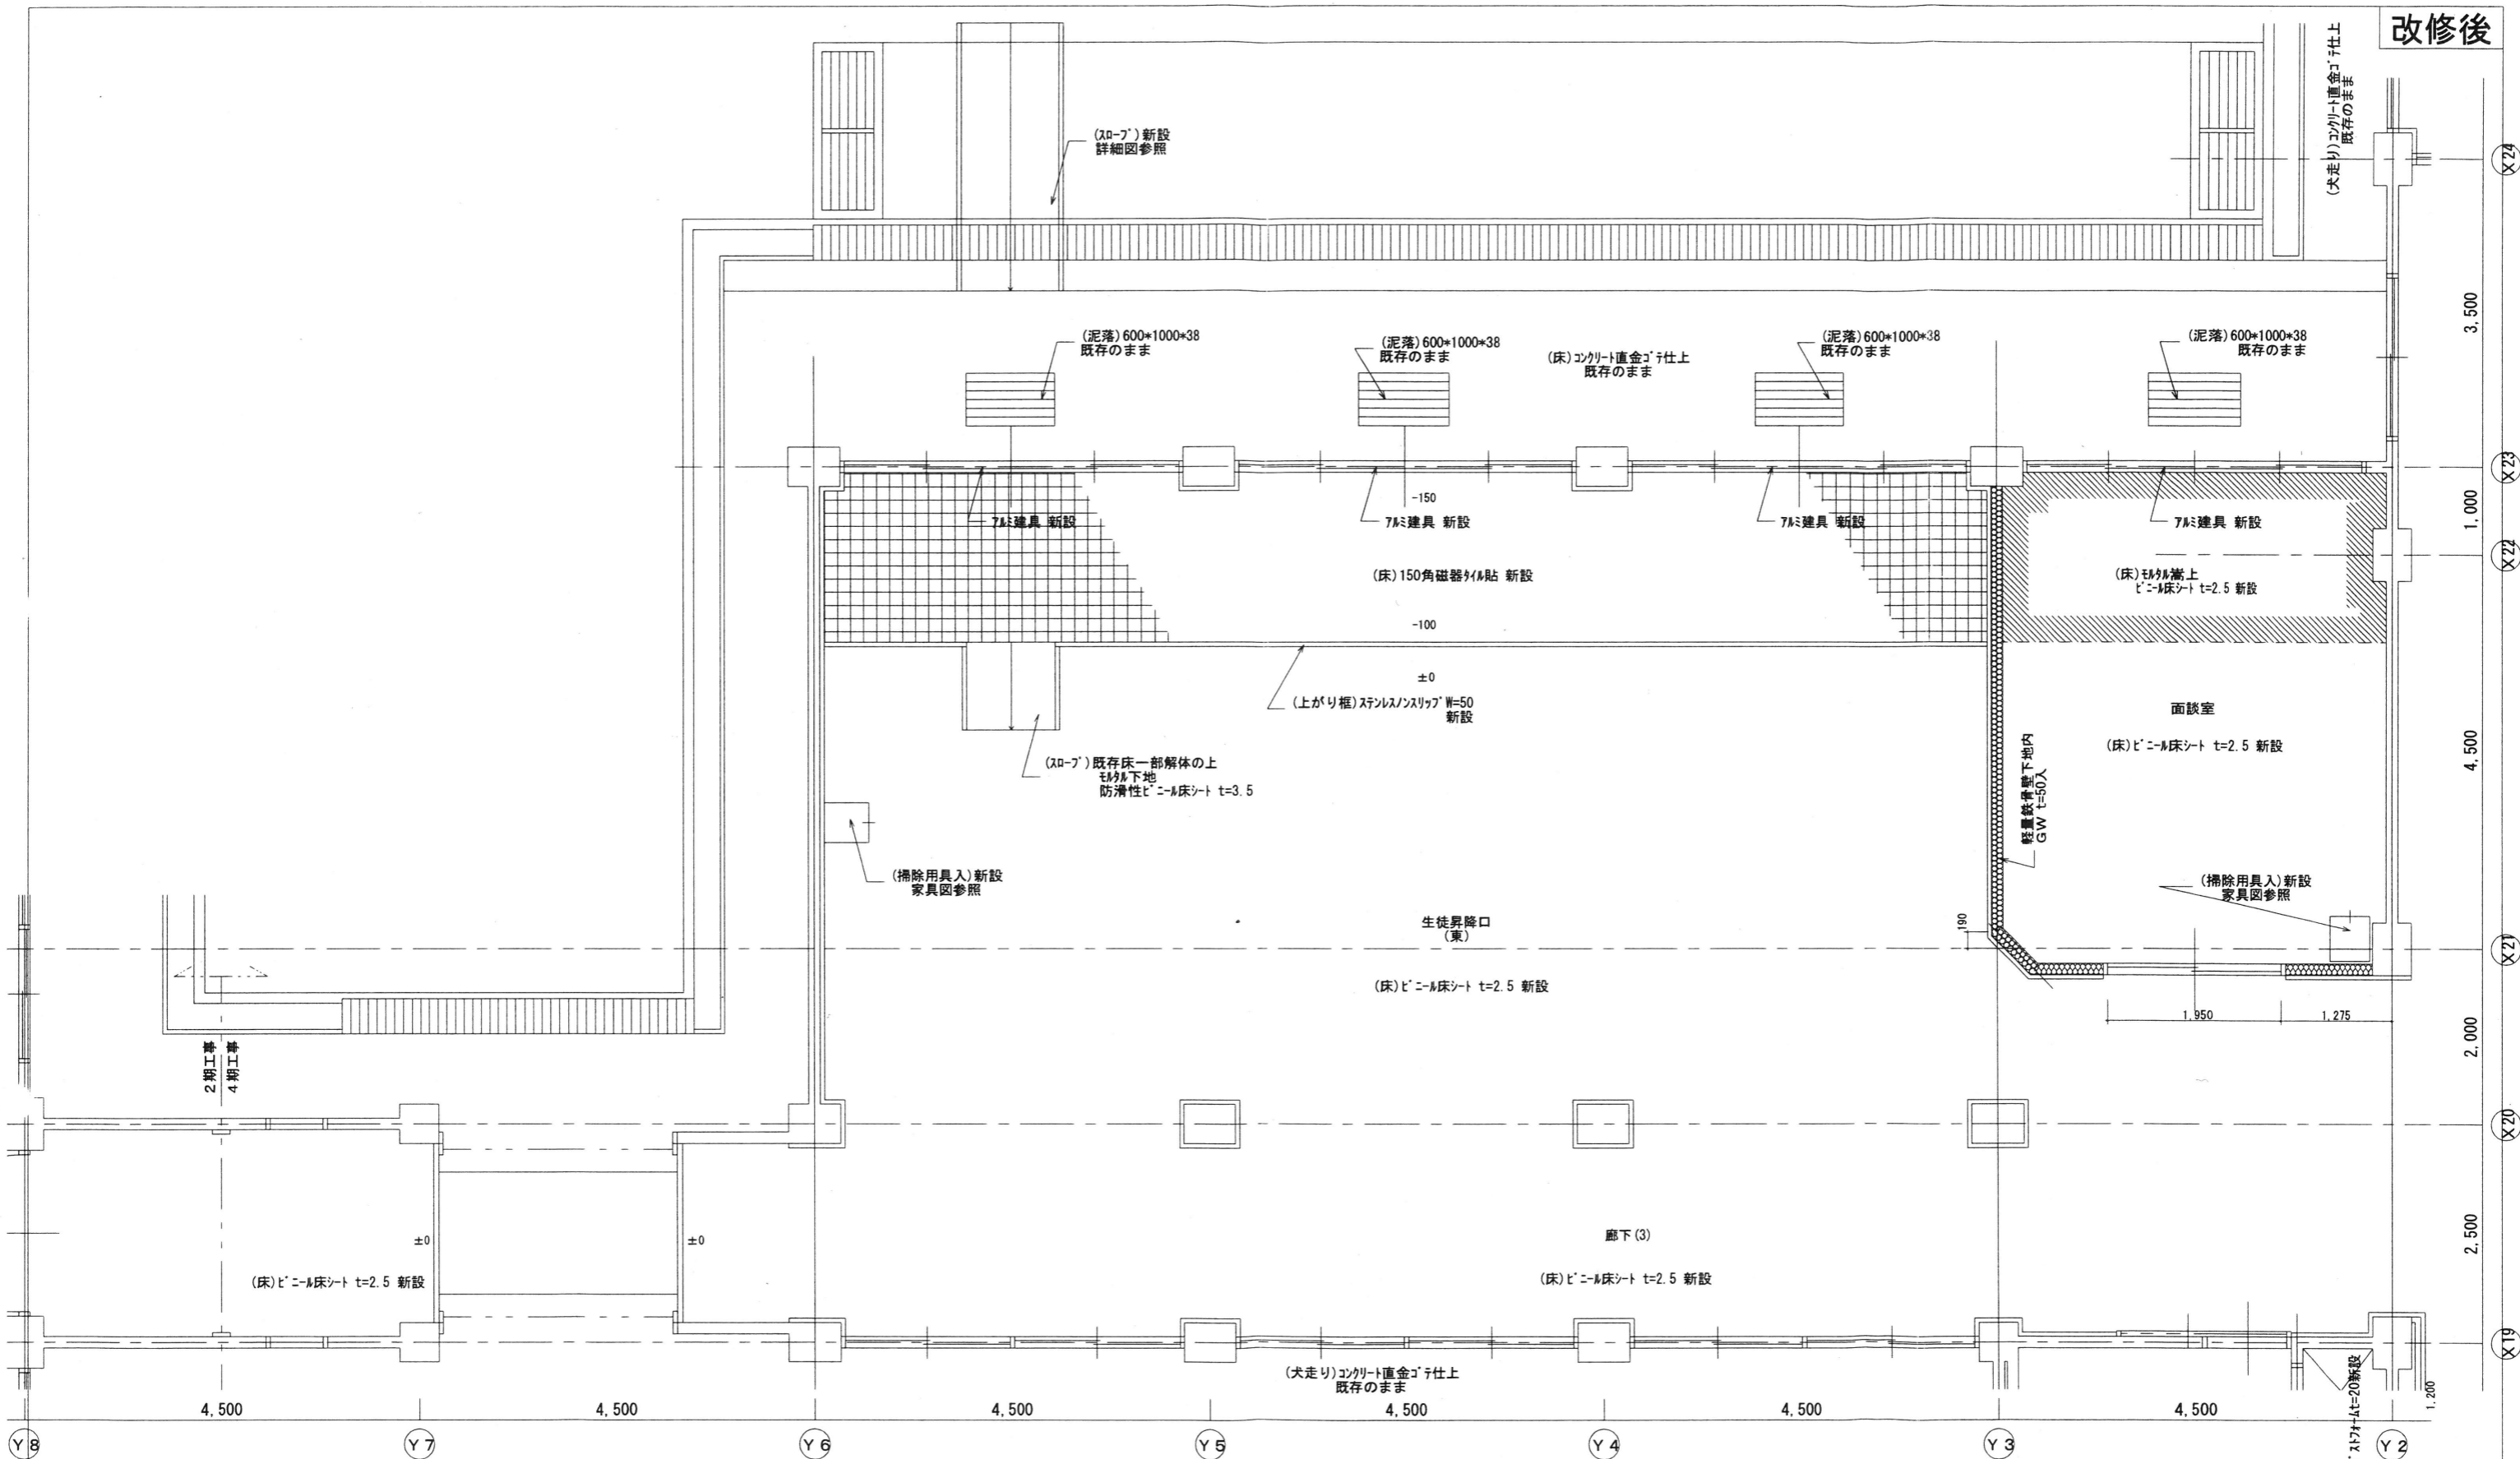 改修後
(犬走り)コンクリート直金ゴテ仕上
既存のまま
(スロープ)新設
詳細図参照
X24
3,500
(泥落)600*1000*38
既存のまま
(泥落)600*1000*38
既存のまま
(床)コンクリート直金ゴテ仕上
既存のまま
(泥落)600*1000*38
既存のまま
(泥落)600*1000*38
既存のまま
X23
アルミ建具 新設
-150
アルミ建具 新設
アルミ建具 新設
アルミ建具 新設
1,000
X22
(床)150角磁器タイル貼 新設
(床)モルタル嵩上
ビニール床シート t=2.5 新設
-100
±0
(上がり框)ステンレスノンスリップ W=50
新設
面談室
(床)ビニール床シート t=2.5 新設
4,500
(スロープ)既存床一部解体の上
モルタル下地
防滑性ビニール床シート t=3.5
軽量鉄骨壁下地内
GW t=50入
(掃除用具入)新設
家具図参照
(掃除用具入)新設
家具図参照
生徒昇降口
(東)
190
X21
(床)ビニール床シート t=2.5 新設
1,950
1,275
2,000
2期工事
4期工事
X20
±0
±0
廊下(3)
2,500
(床)ビニール床シート t=2.5 新設
(床)ビニール床シート t=2.5 新設
X19
(犬走り)コンクリート直金ゴテ仕上
既存のまま
ストフォームt=20新設
1,200
4,500
4,500
4,500
4,500
4,500
4,500
Y8
Y7
Y6
Y5
Y4
Y3
Y2